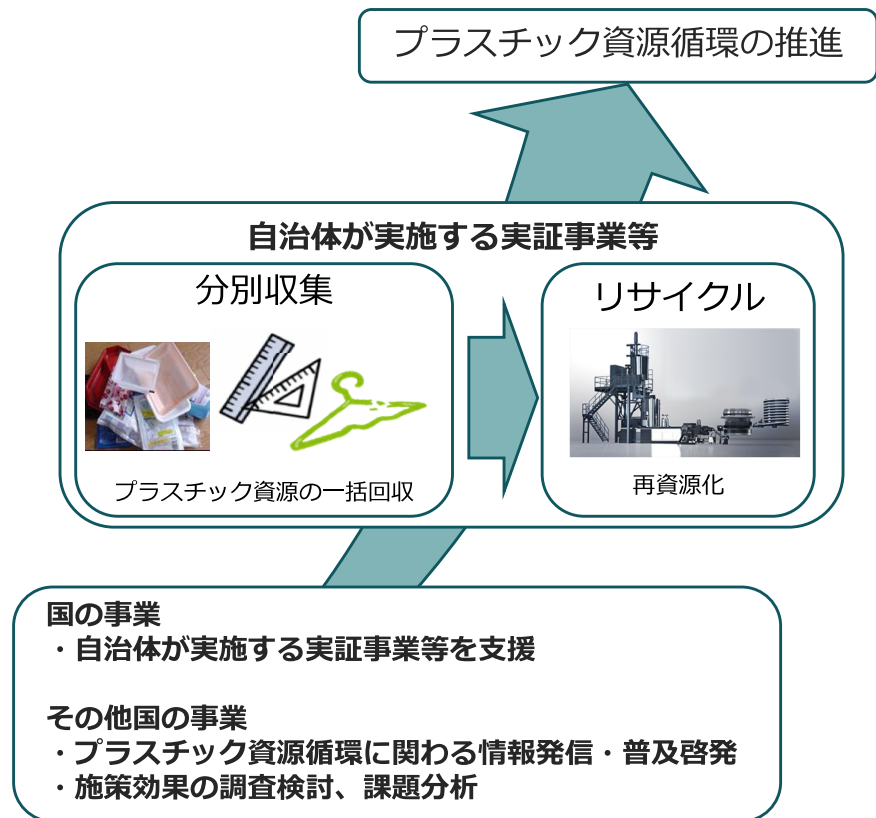 プラスチック資源循環の推進
自治体が実施する実証事業等
分別収集
プラスチック資源の一括回収
リサイクル
再資源化
国の事業
・自治体が実施する実証事業等を支援
その他国の事業
・プラスチック資源循環に関わる情報発信・普及啓発
・施策効果の調査検討、課題分析